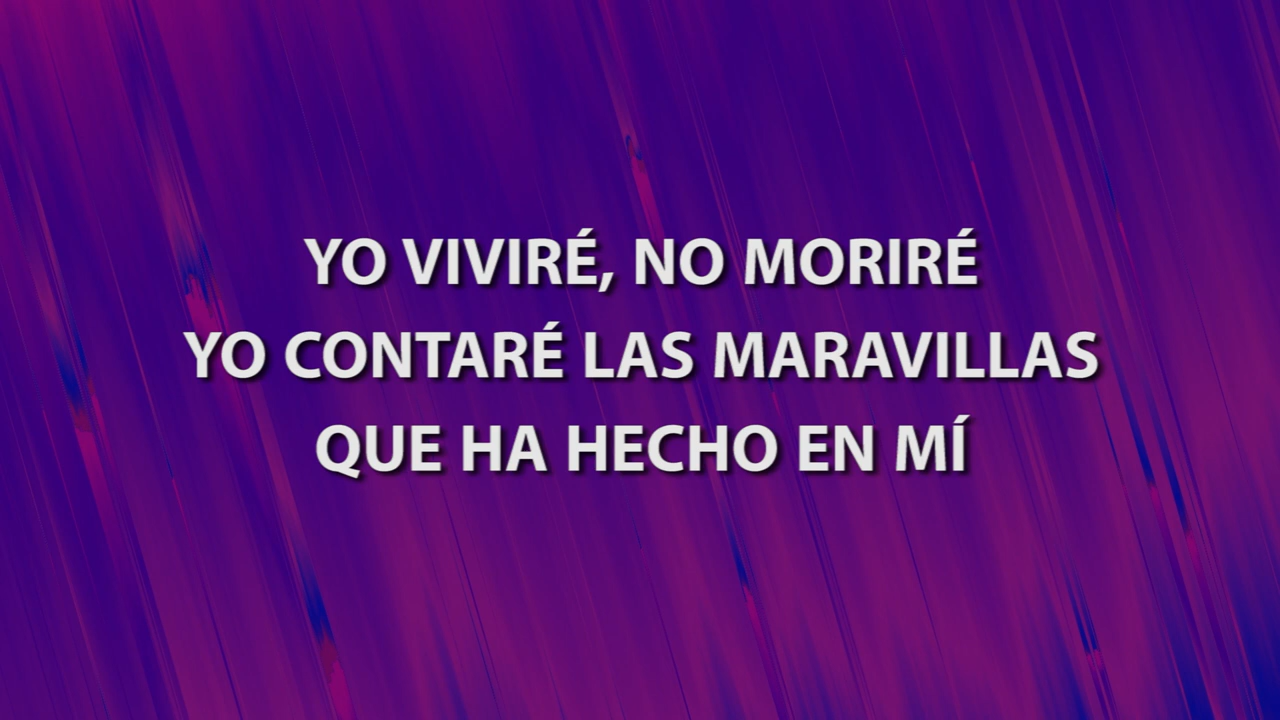 YO VIVIRÉ, NO MORIRÉ
YO CONTARÉ LAS MARAVILLAS
QUE HA HECHO EN MÍ